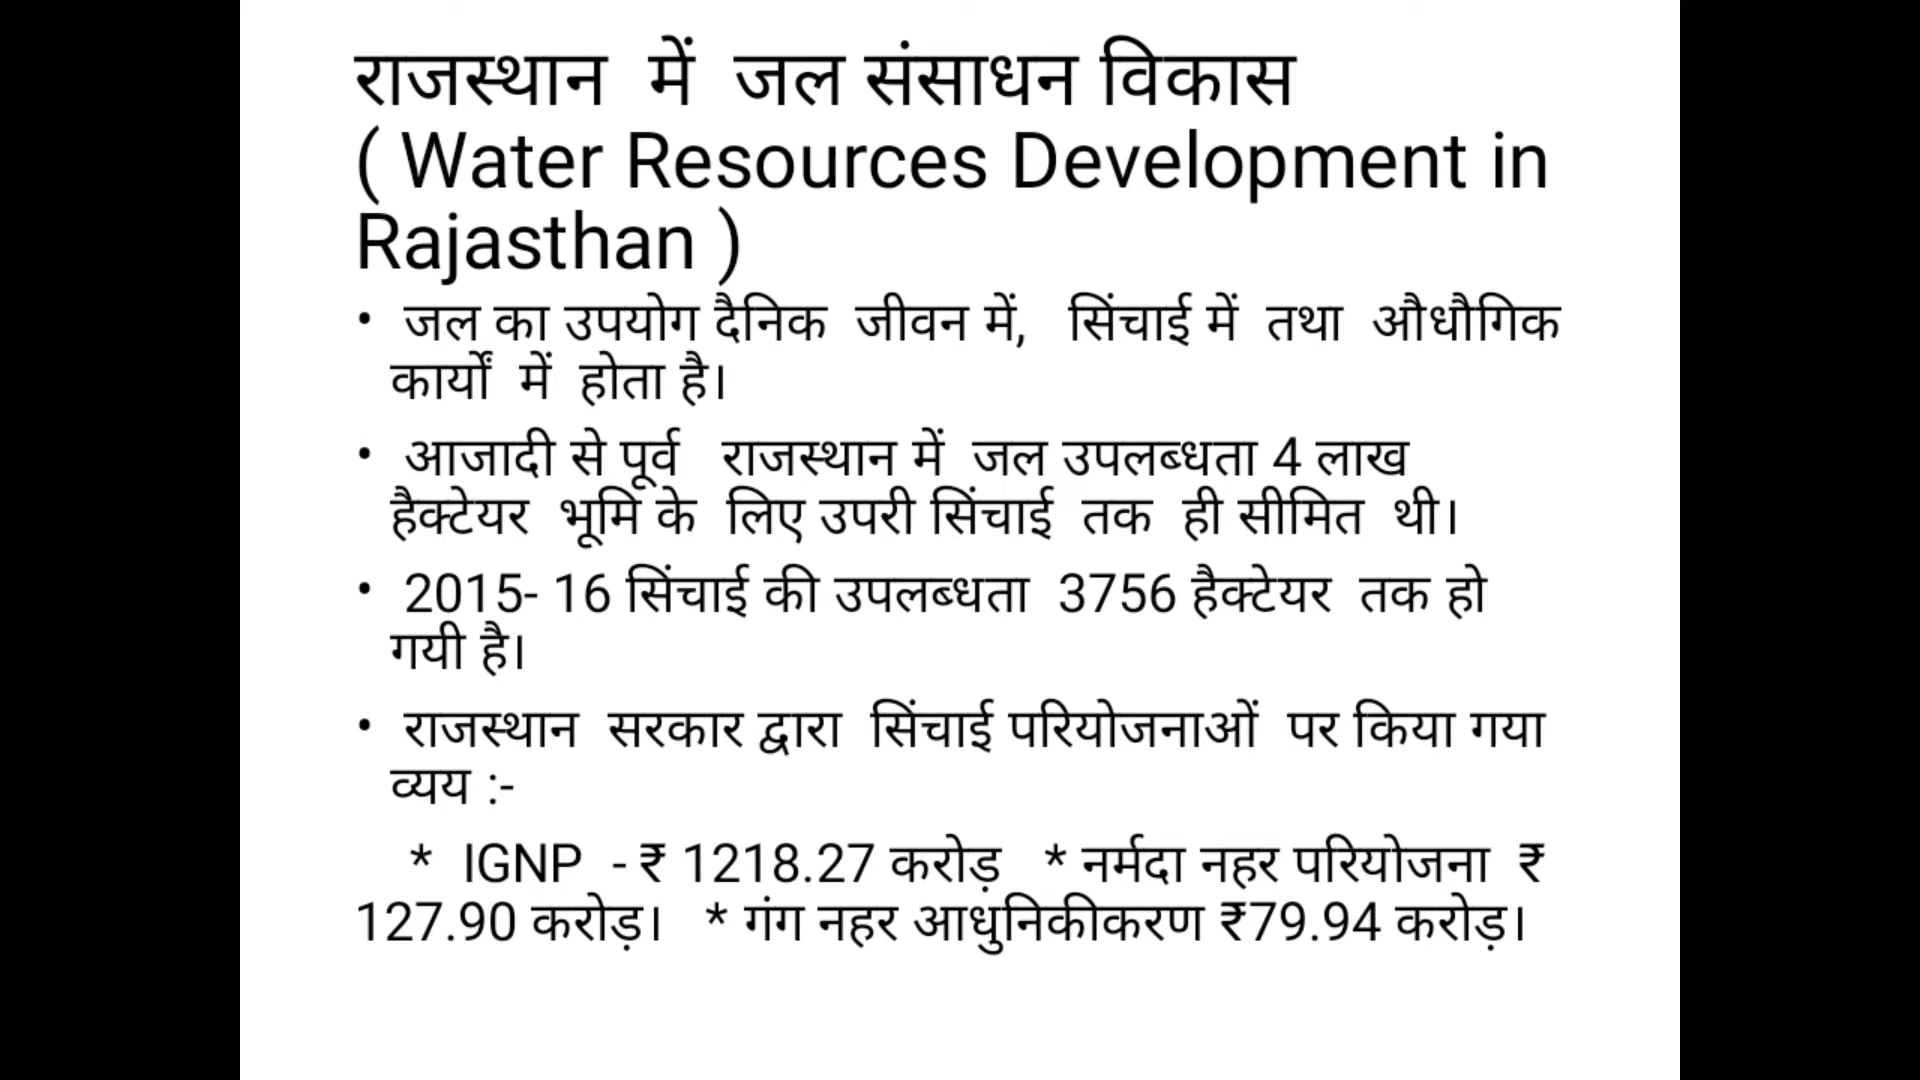 राजस्थान में जल संसाधन विकास
( Water Resources Development in
Rajasthan )
• जल का उपयोग दैनिक जीवन में, सिंचाई में तथा औधौगिक
कार्यों में होता है।
• आजादी से पूर्व राजस्थान में जल उपलब्धता 4 लाख
हैक्टेयर भूमि के लिए उपरी सिंचाई तक ही सीमित थी।
• 2015- 16 सिंचाई की उपलब्धता 3756 हैक्टेयर तक हो
गयी है।
• राजस्थान सरकार द्वारा सिंचाई परियोजनाओं पर किया गया
व्यय :-
* IGNP - ₹ 1218.27 करोड़ * नर्मदा नहर परियोजना ₹
127.90 करोड़। * गंग नहर आधुनिकीकरण ₹79.94 करोड़।